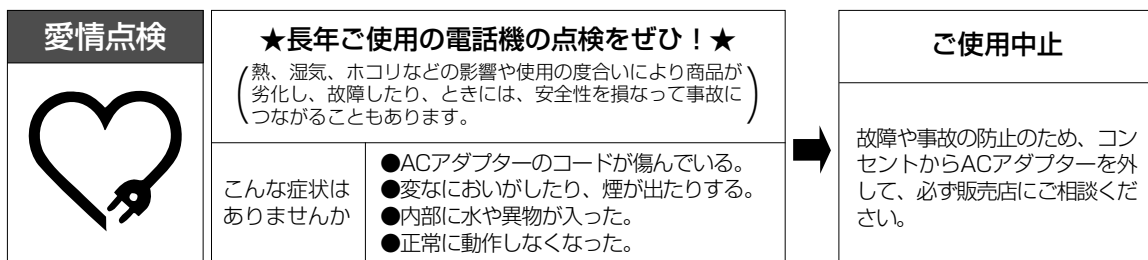 愛情点検
★長年ご使用の電話機の点検をぜひ！★
熱、湿気、ホコリなどの影響や使用の度合いにより商品が
劣化し、故障したり、ときには、安全性を損なって事故に
つながることもあります。
こんな症状は
ありませんか
●ACアダプターのコードが傷んでいる。
●変なにおいがしたり、煙が出たりする。
●内部に水や異物が入った。
●正常に動作しなくなった。
ご使用中止
故障や事故の防止のため、コン
セントからACアダプターを外
して、必ず販売店にご相談くだ
さい。